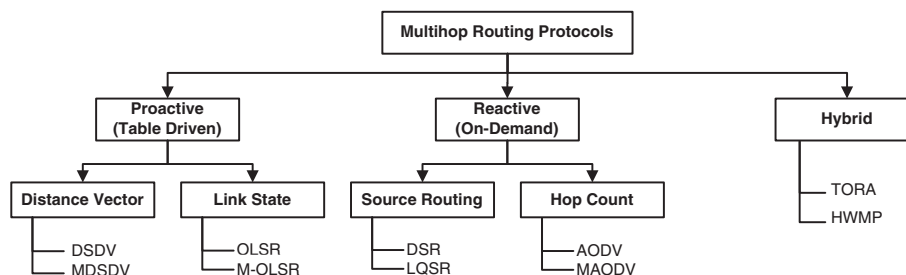 Multihop Routing Protocols
Proactive
(Table Driven)
Reactive
(On-Demand)
Hybrid
Distance Vector
Link State
Source Routing
Hop Count
DSDV
MDSDV
OLSR
M-OLSR
DSR
LQSR
AODV
MAODV
TORA
HWMP